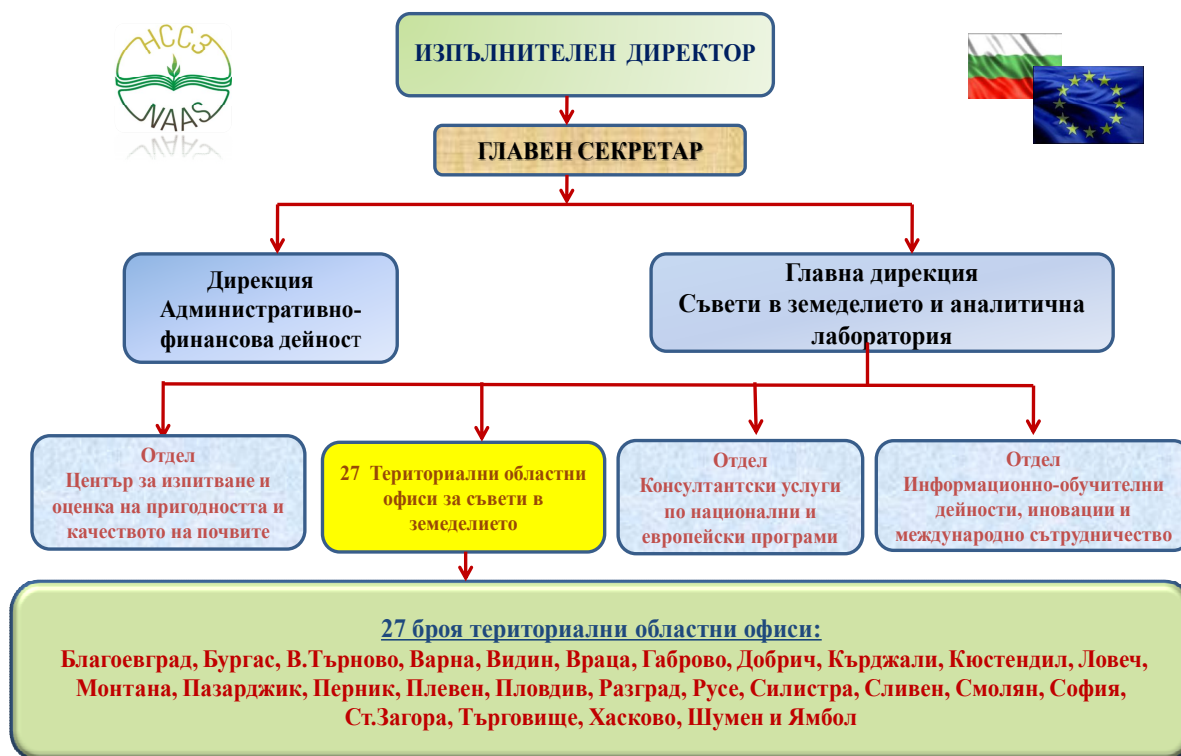 НССЗ
NAAS
ИЗПЪЛНИТЕЛЕН ДИРЕКТОР
ГЛАВЕН СЕКРЕТАР
Дирекция
Административно-
финансова дейност
Главна дирекция
Съвети в земеделието и аналитична
лаборатория
Отдел
Център за изпитване и
оценка на пригодността и
качеството на почвите
27 Териториални областни
офиси за съвети в
земеделието
Отдел
Консултантски услуги
по национални и
европейски програми
Отдел
Информационно-обучителни
дейности, иновации и
международно сътрудничество
27 броя териториални областни офиси:
Благоевград, Бургас, В.Търново, Варна, Видин, Враца, Габрово, Добрич, Кърджали, Кюстендил, Ловеч,
Монтана, Пазарджик, Перник, Плевен, Пловдив, Разград, Русе, Силистра, Сливен, Смолян, София,
Ст.Загора, Търговище, Хасково, Шумен и Ямбол